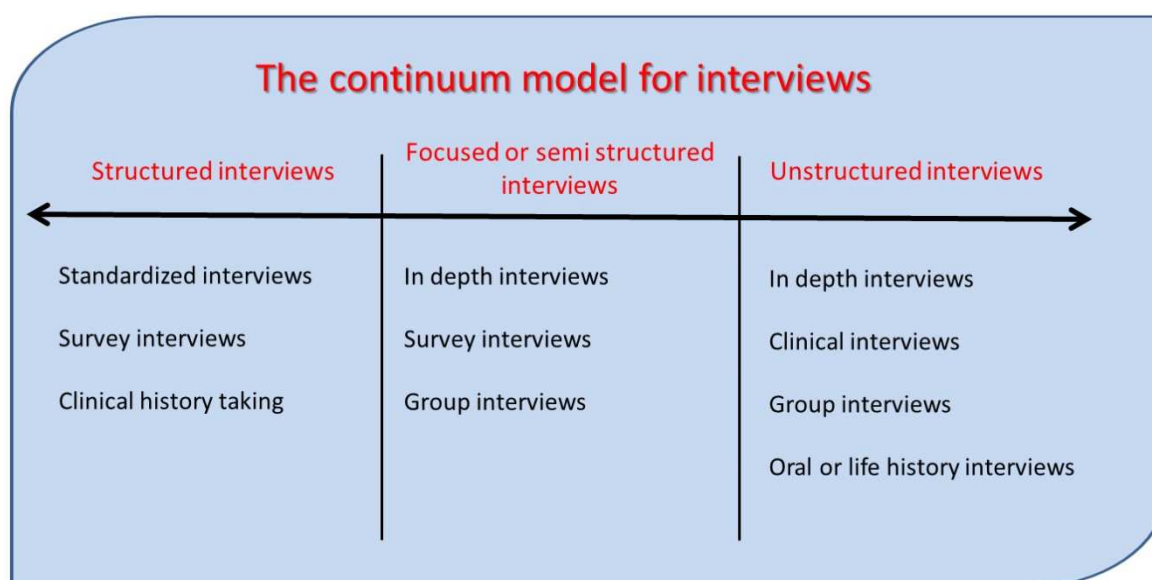 The continuum model for interviews
Structured interviews
Focused or semi structured
interviews
Unstructured interviews
Standardized interviews
Survey interviews
Clinical history taking
In depth interviews
Survey interviews
Group interviews
In depth interviews
Clinical interviews
Group interviews
Oral or life history interviews